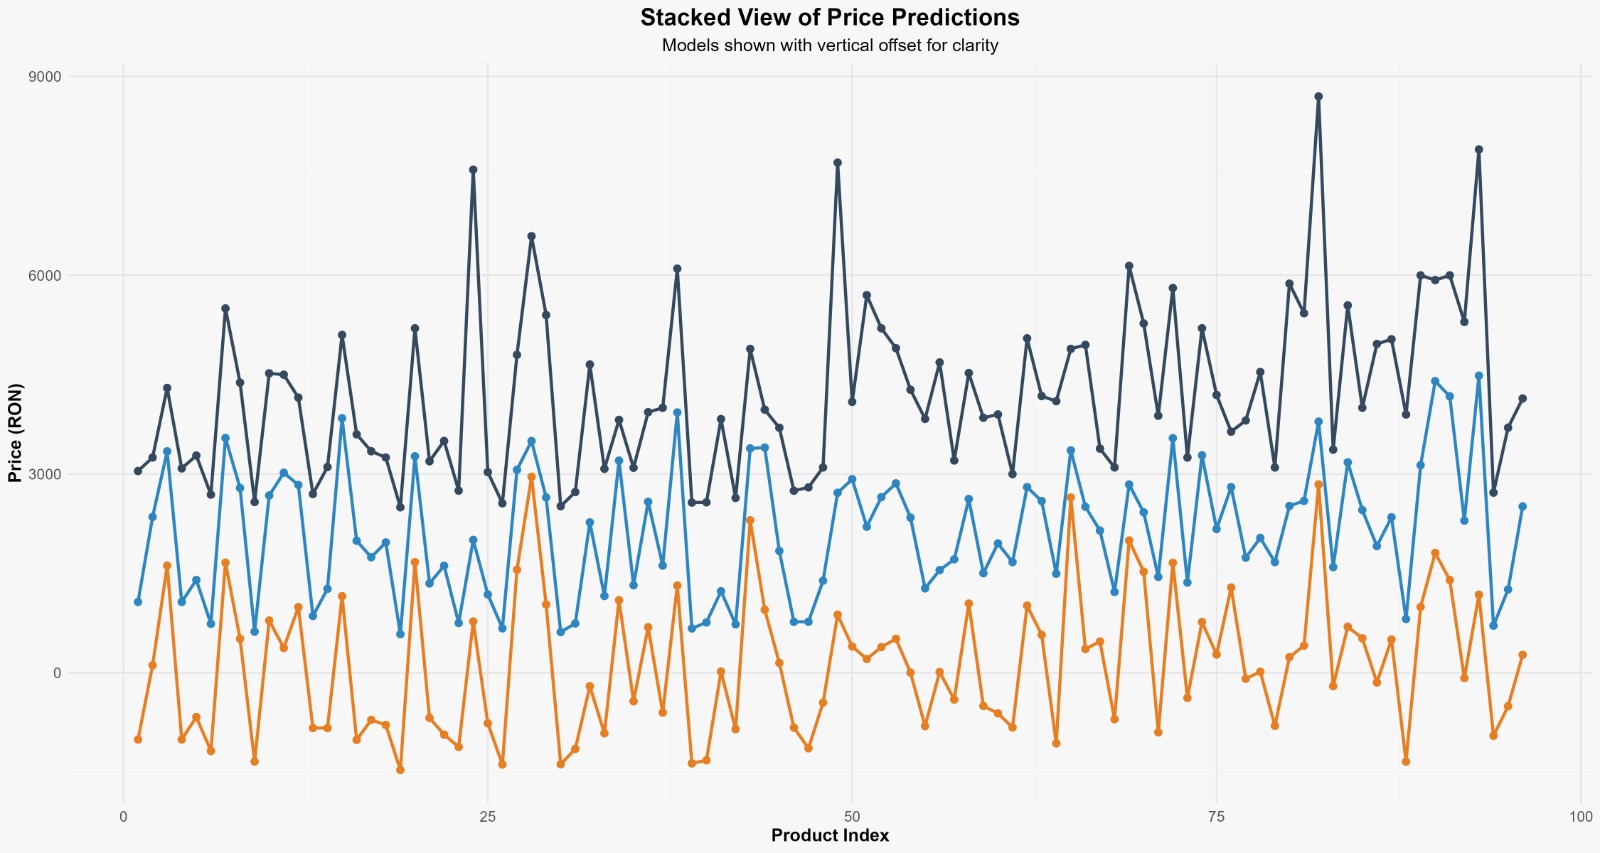 Stacked View of Price Predictions
Models shown with vertical offset for clarity
9000
6000
3000
0
Price (RON)
0 25 50 75 100
Product Index